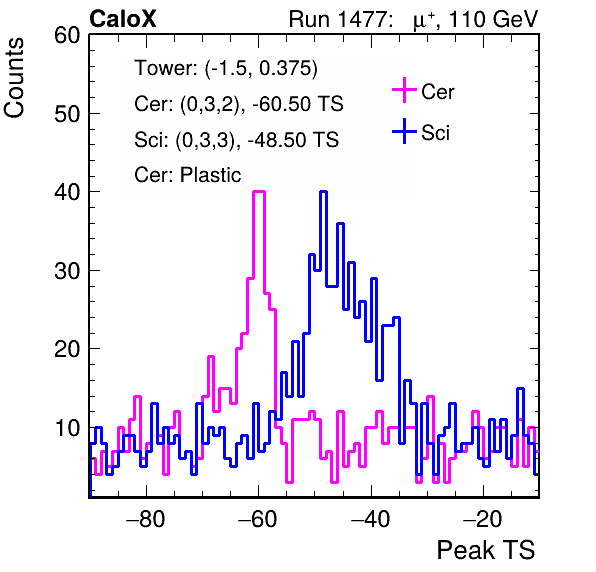 CaloX Run 1477: μ⁺, 110 GeV
Counts
60
50
40
30
20
10
Tower: (-1.5, 0.375)
Cer: (0,3,2), -60.50 TS
Sci: (0,3,3), -48.50 TS
Cer: Plastic
Cer
Sci
−80 −60 −40 −20
Peak TS